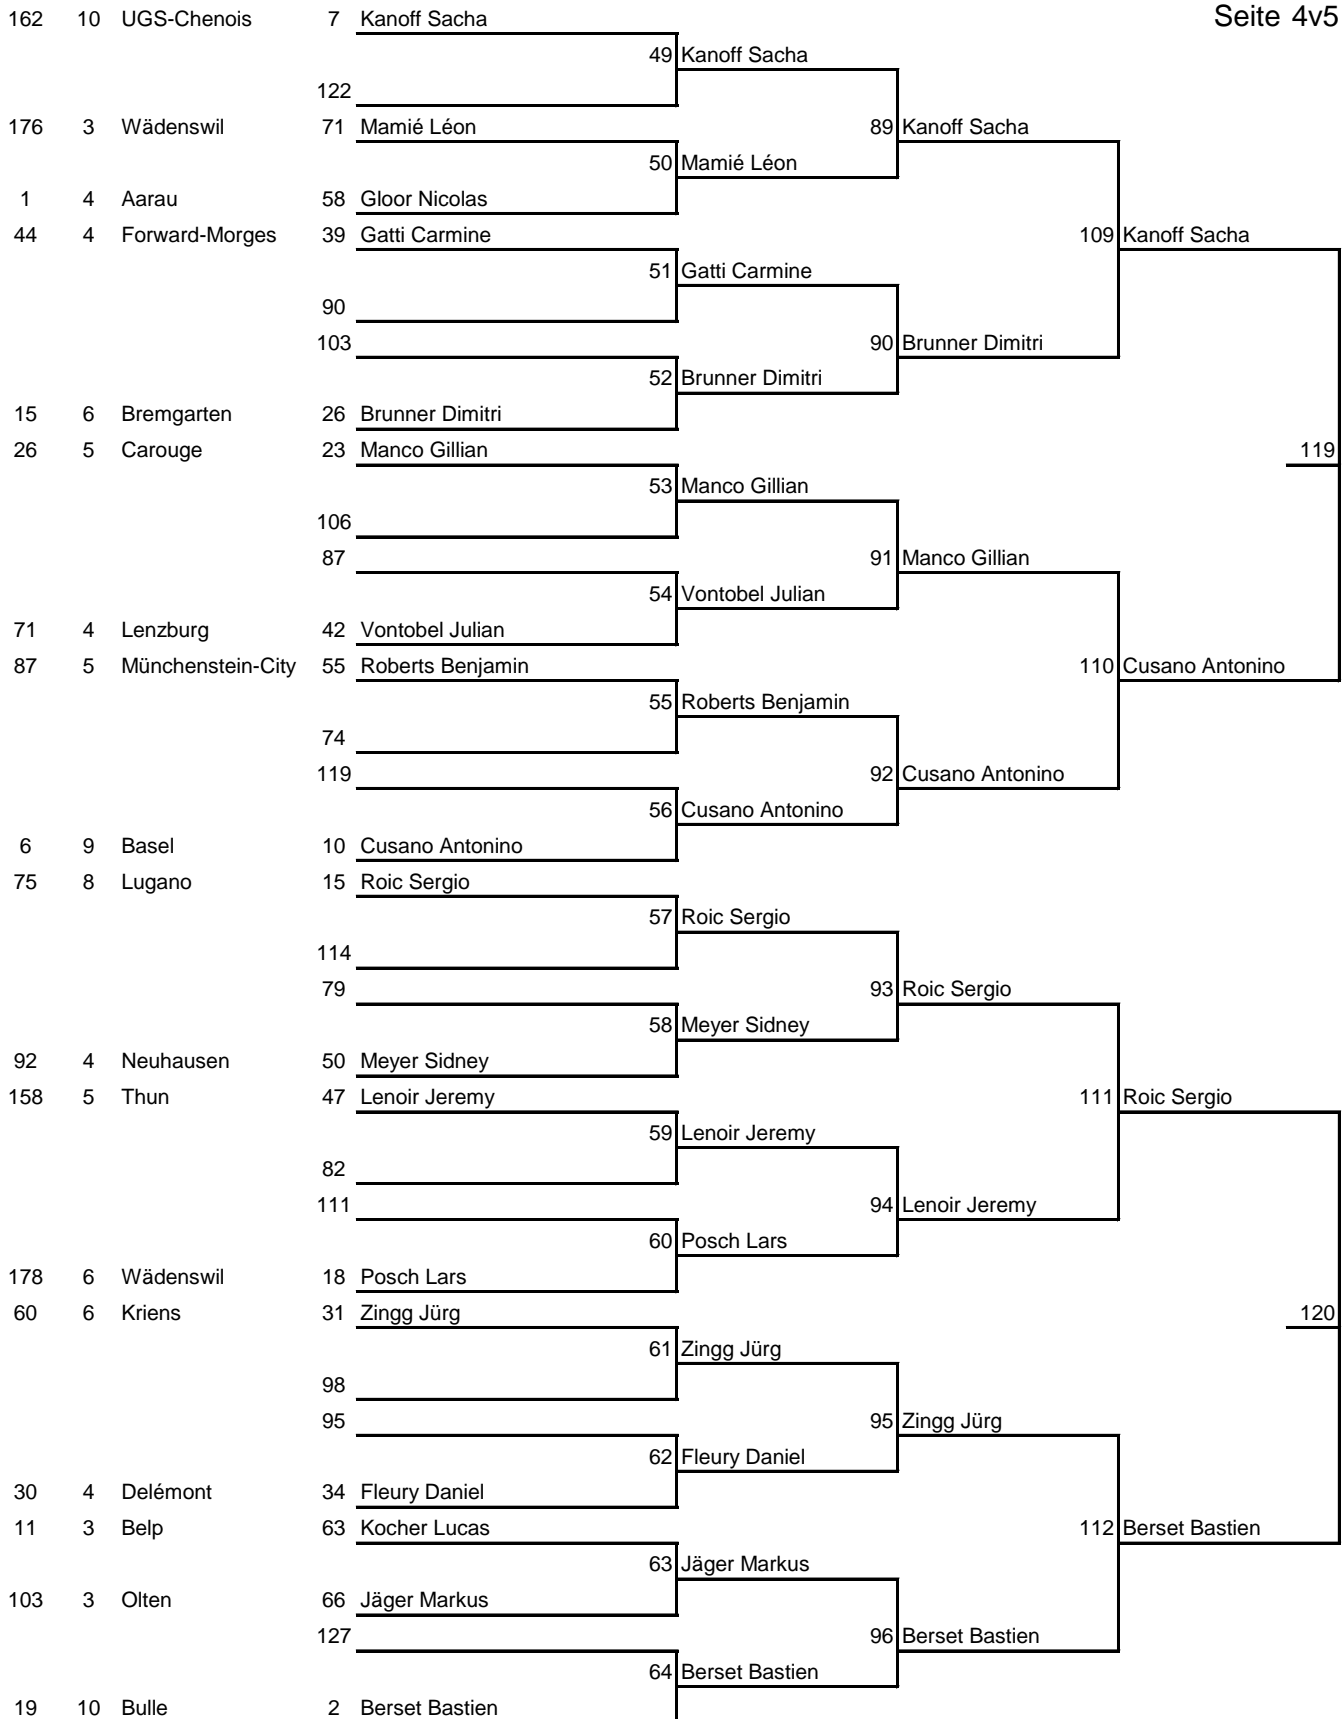 Seite 4v5
162 10 UGS-Chenois 7 Kanoff Sacha
49 Kanoff Sacha
122
176 3 Wädenswil 71 Mamié Léon 89 Kanoff Sacha
50 Mamié Léon
1 4 Aarau 58 Gloor Nicolas
44 4 Forward-Morges 39 Gatti Carmine 109 Kanoff Sacha
51 Gatti Carmine
90
103 90 Brunner Dimitri
52 Brunner Dimitri
15 6 Bremgarten 26 Brunner Dimitri
26 5 Carouge 23 Manco Gillian 119
53 Manco Gillian
106
87 91 Manco Gillian
54 Vontobel Julian
71 4 Lenzburg 42 Vontobel Julian
87 5 Münchenstein-City 55 Roberts Benjamin 110 Cusano Antonino
55 Roberts Benjamin
74
119 92 Cusano Antonino
56 Cusano Antonino
6 9 Basel 10 Cusano Antonino
75 8 Lugano 15 Roic Sergio
57 Roic Sergio
114
79 93 Roic Sergio
58 Meyer Sidney
92 4 Neuhausen 50 Meyer Sidney
158 5 Thun 47 Lenoir Jeremy 111 Roic Sergio
59 Lenoir Jeremy
82
111 94 Lenoir Jeremy
60 Posch Lars
178 6 Wädenswil 18 Posch Lars
60 6 Kriens 31 Zingg Jürg 120
61 Zingg Jürg
98
95 95 Zingg Jürg
62 Fleury Daniel
30 4 Delémont 34 Fleury Daniel
11 3 Belp 63 Kocher Lucas 112 Berset Bastien
63 Jäger Markus
103 3 Olten 66 Jäger Markus
127 96 Berset Bastien
64 Berset Bastien
19 10 Bulle 2 Berset Bastien